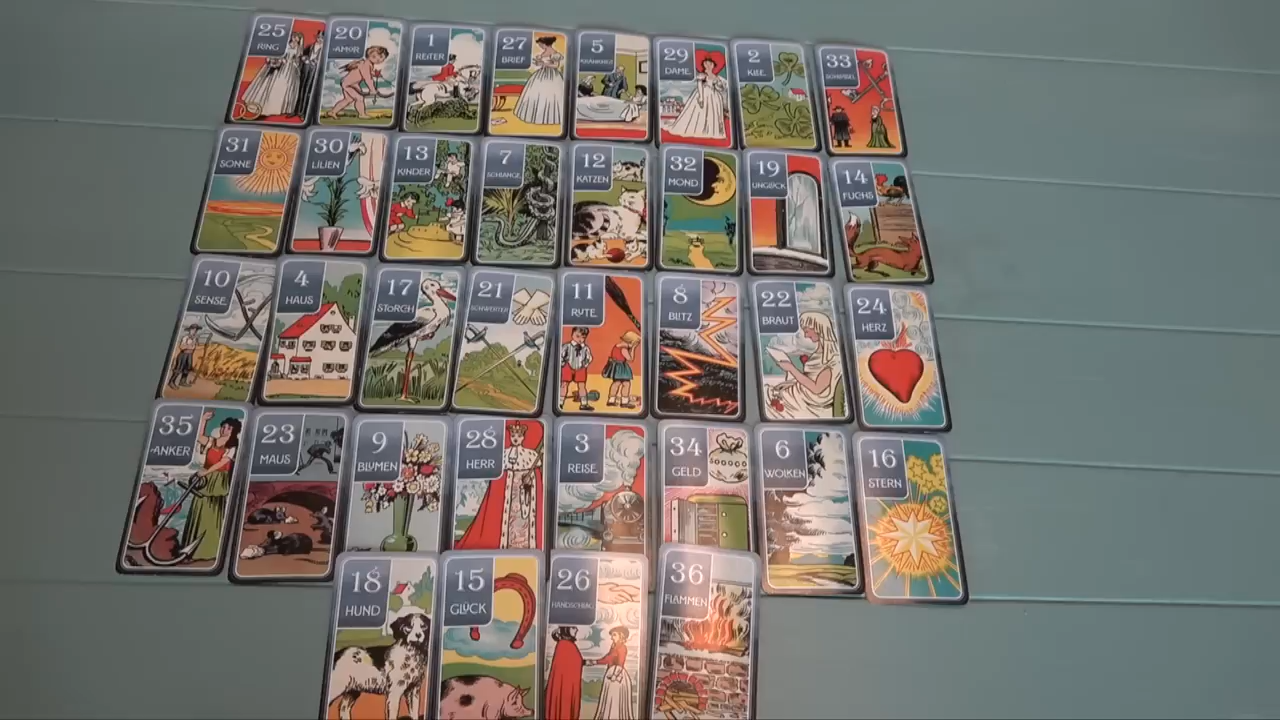 25
RING
20
AMOR
1
REITER
27
BRIEF
5
KRANKHEIT
29
DAME
2
KLEE
33
31
SONNE
30
LILIEN
13
KINDER
7
SCHLANGE
12
KATZEN
32
MOND
19
UNGLÜCK
14
FUCHS
10
SENSE
4
HAUS
17
STORCH
21
SCHWERTER
11
RUTE
8
BLITZ
22
BRAUT
24
HERZ
35
ANKER
23
MAUS
9
BLUMEN
28
HERR
3
REISE
34
GELD
6
WOLKEN
16
STERN
18
HUND
15
GLÜCK
26
HANDSCHLAG
36
FLAMMEN